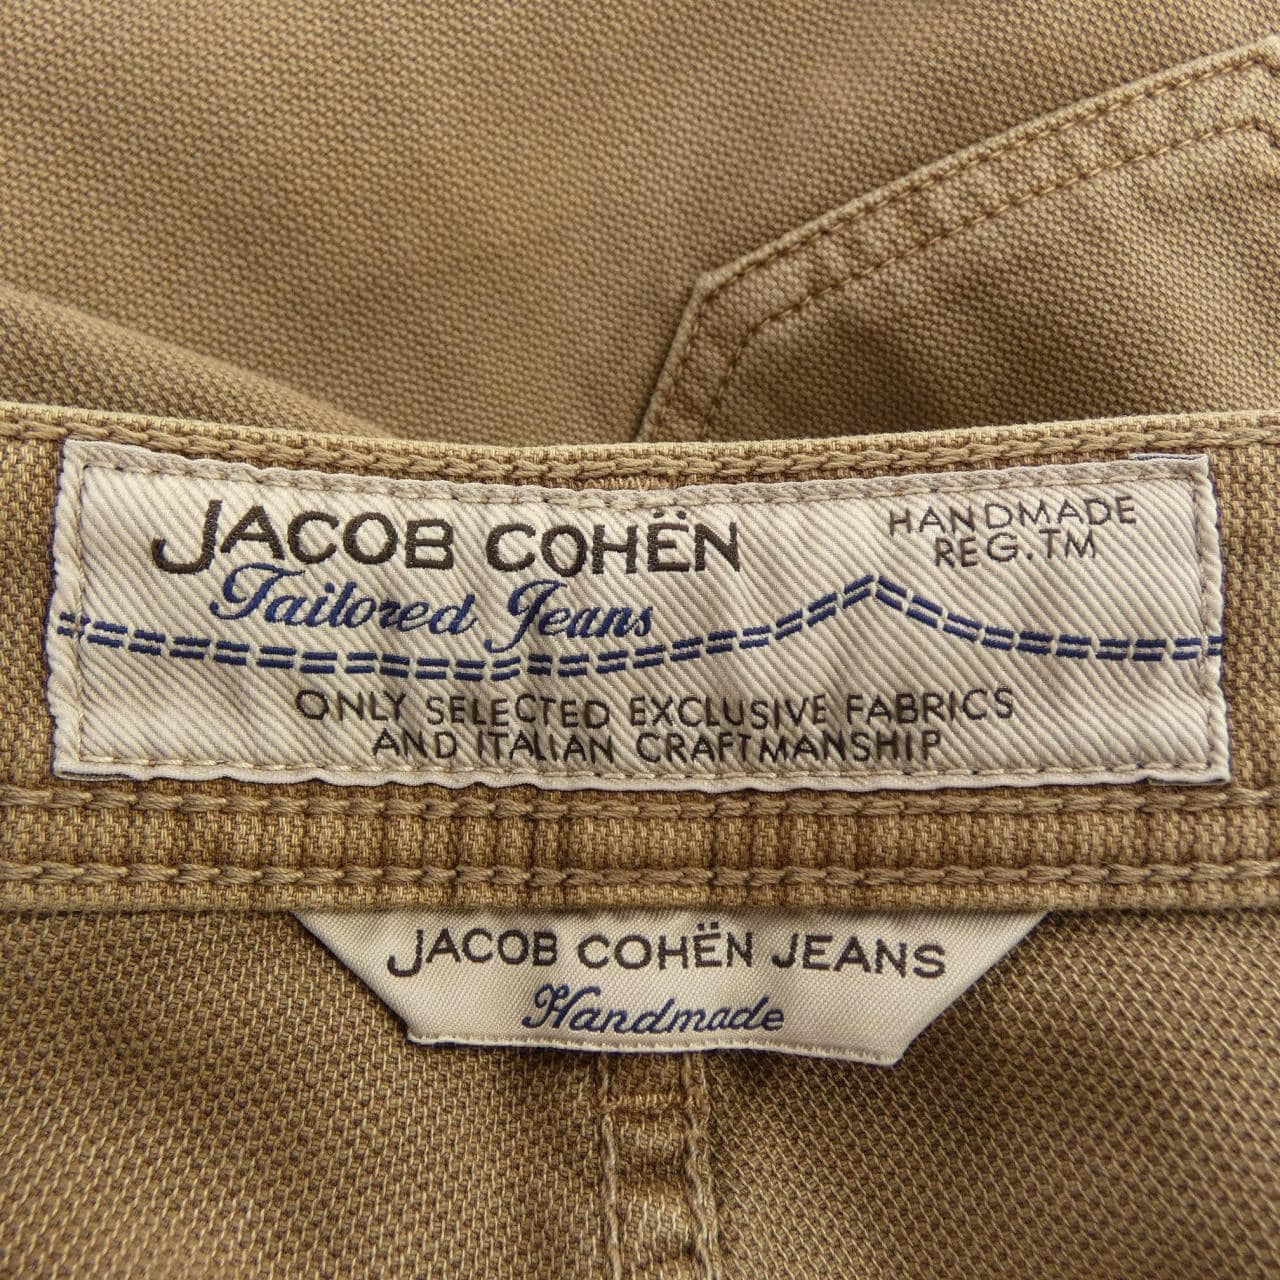 JACOB COHËN
HANDMADE
REG.TM
Tailored Jeans
ONLY SELECTED EXCLUSIVE FABRICS
AND ITALIAN CRAFTMANSHIP
JACOB COHËN JEANS
Handmade